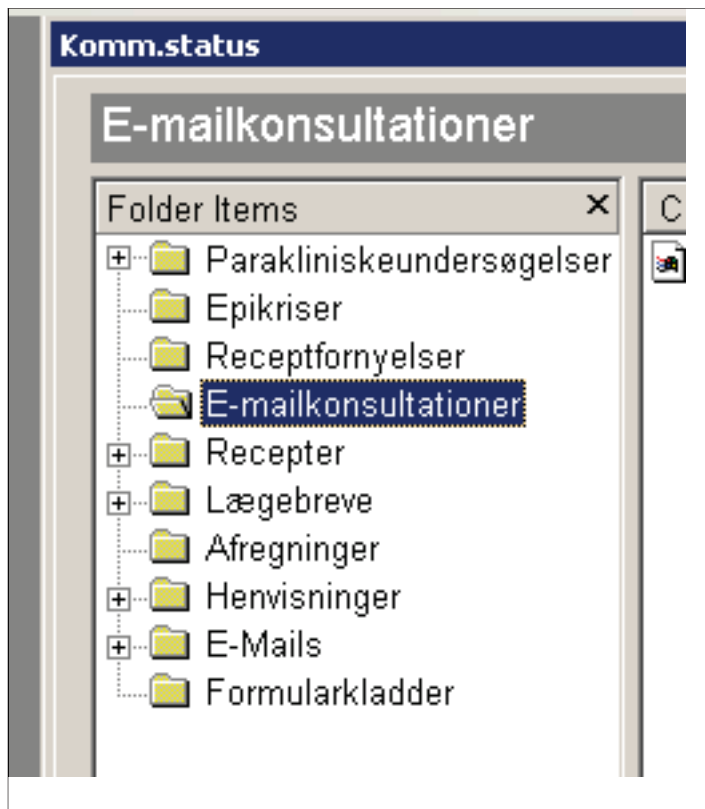 Komm.status
E-mailkonsultationer
Folder Items
C
Parakliniskeundersøgelser
Epikriser
Receptfornyelser
E-mailkonsultationer
Recepter
Lægebreve
Afregninger
Henvisninger
E-Mails
Formularkladder